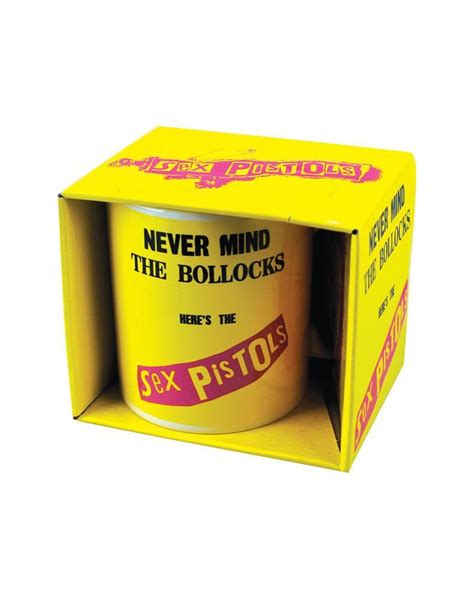 SEX PISTOLS
NEVER MIND
THE BOLLOCKS
HERE'S THE
SEX PISTOLS
NEVER MIND
THE BOLLOCKS
HERE'S THE
SEX PISTOLS